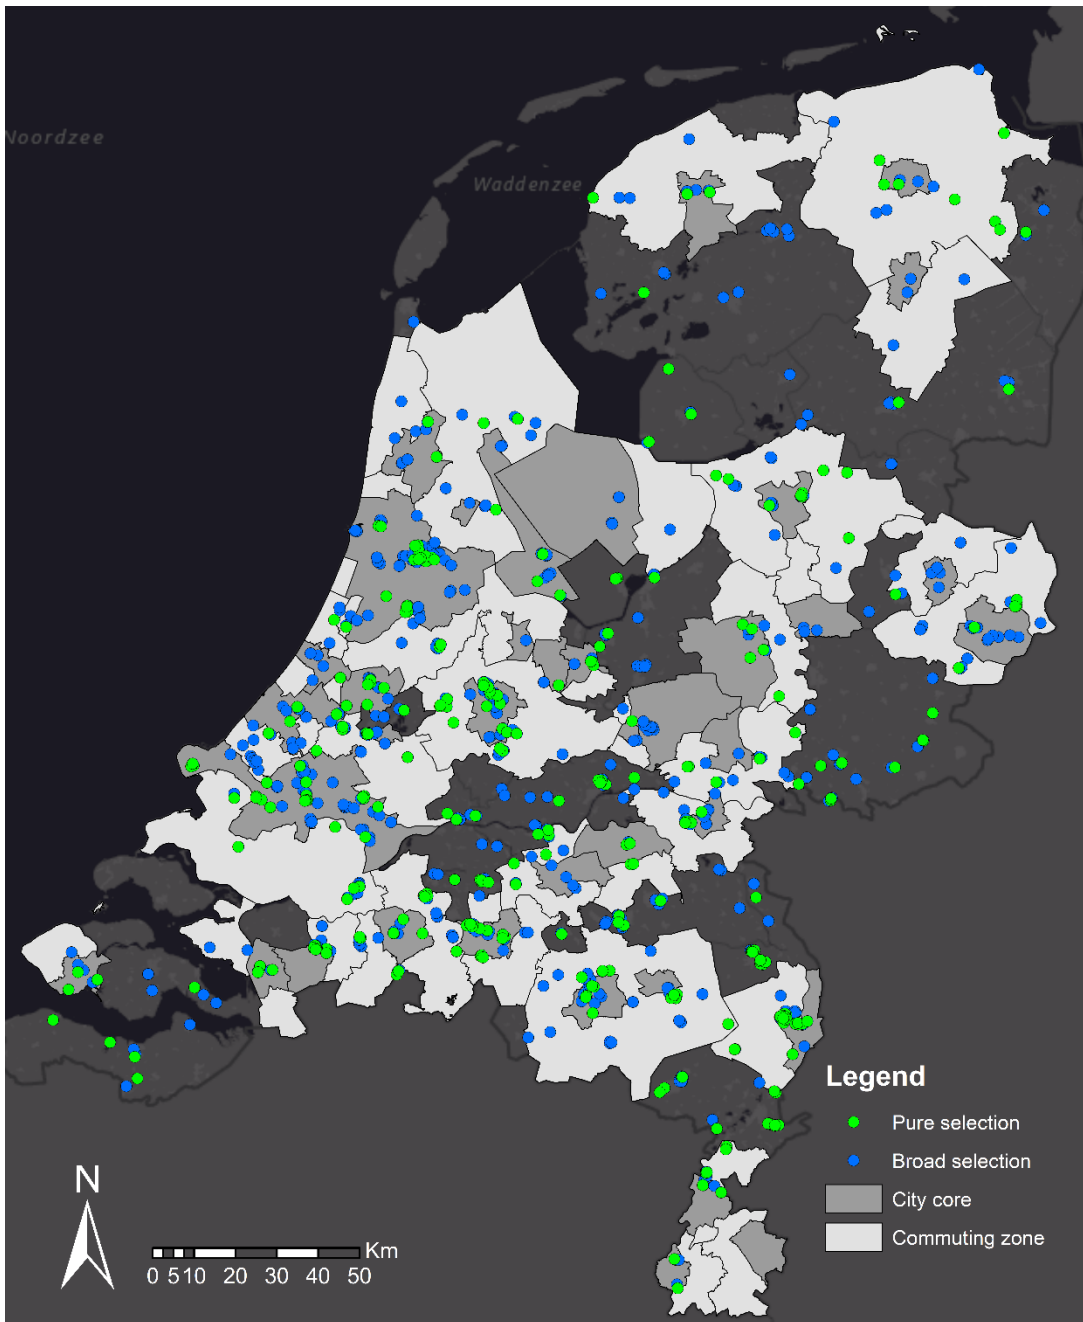 Noordzee
Waddenzee
Legend
Pure selection
Broad selection
City core
Commuting zone
N
Km
0 5 10 20 30 40 50